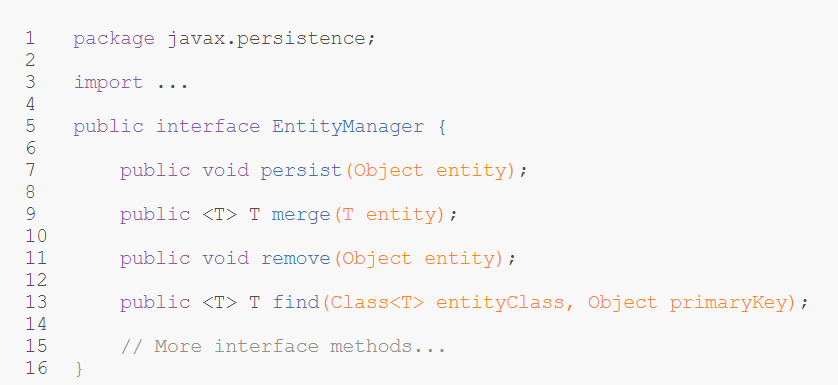 1 package javax.persistence;
2
3 import ...
4
5 public interface EntityManager {
6
7 public void persist(Object entity);
8
9 public <T> T merge(T entity);
10
11 public void remove(Object entity);
12
13 public <T> T find(Class<T> entityClass, Object primaryKey);
14
15 // More interface methods...
16 }